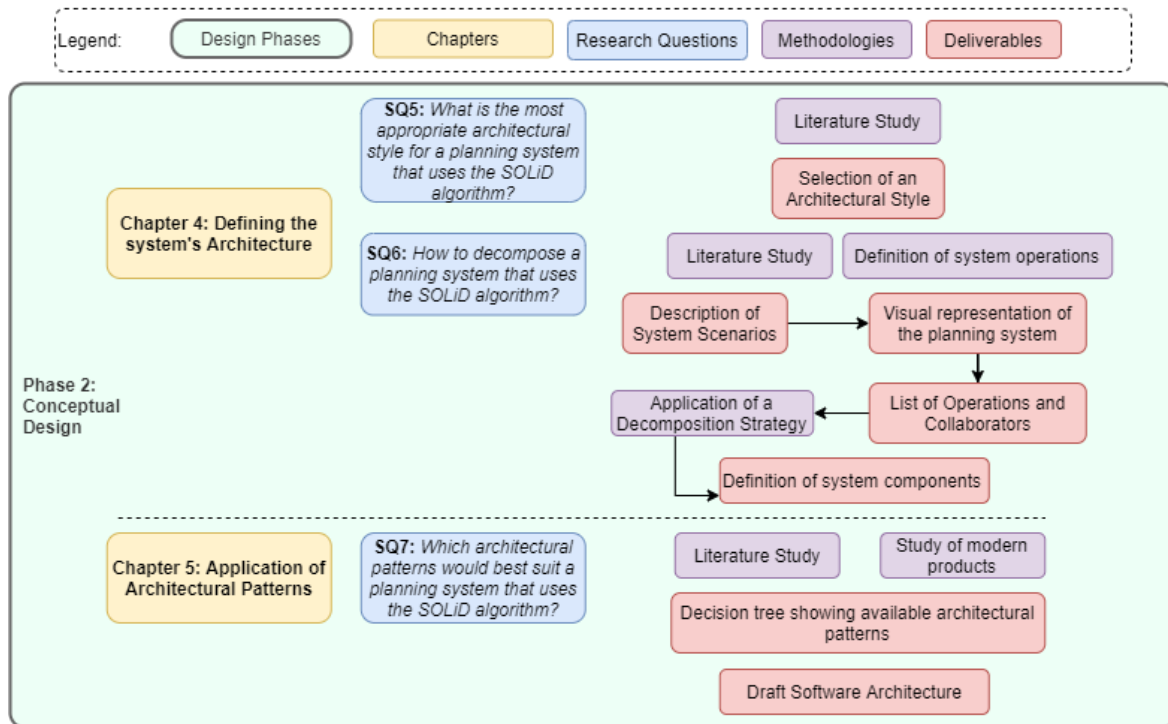 Legend:
Design Phases
Chapters
Research Questions
Methodologies
Deliverables
SQ5: What is the most
appropriate architectural
style for a planning system
that uses the SOLiD
algorithm?
Literature Study
Selection of an
Architectural Style
Chapter 4: Defining the
system's Architecture
SQ6: How to decompose a
planning system that uses
the SOLiD algorithm?
Literature Study
Definition of system operations
Description of
System Scenarios
Visual representation of
the planning system
Phase 2:
Conceptual
Design
Application of a
Decomposition Strategy
List of Operations and
Collaborators
Definition of system components
Chapter 5: Application of
Architectural Patterns
SQ7: Which architectural
patterns would best suit a
planning system that uses
the SOLiD algorithm?
Literature Study
Study of modern
products
Decision tree showing available architectural
patterns
Draft Software Architecture